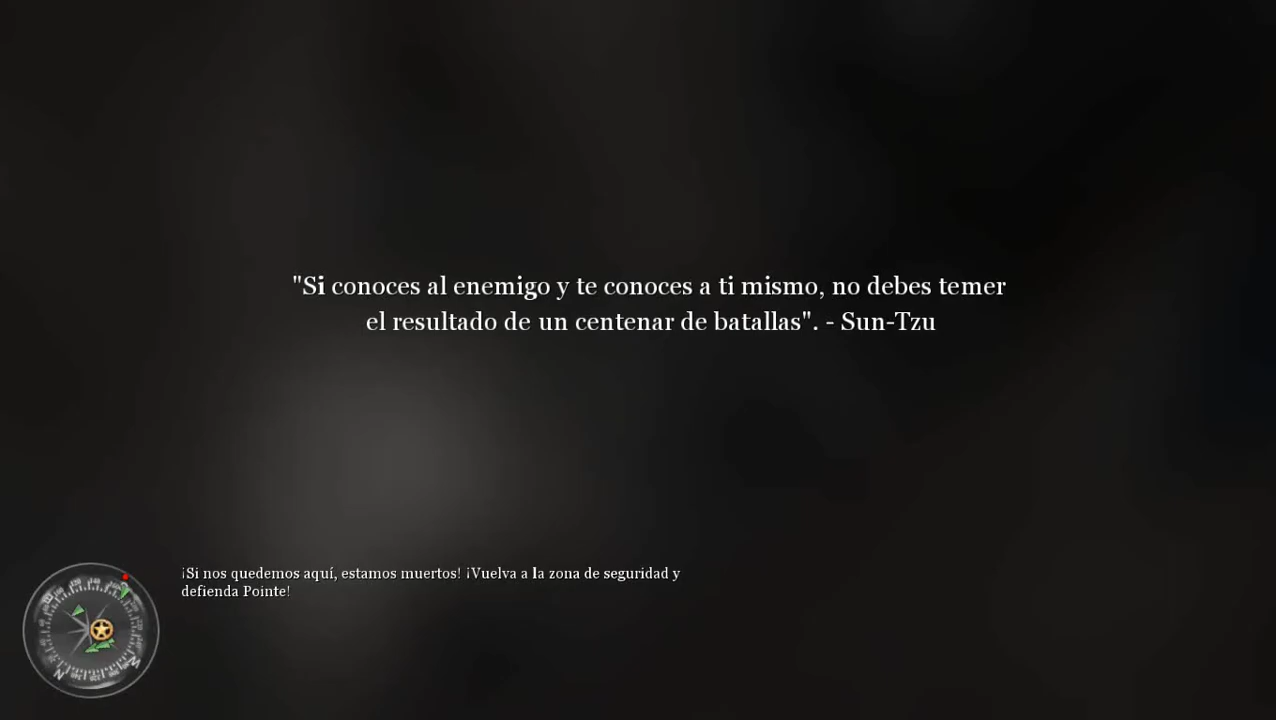 "Si conoces al enemigo y te conoces a ti mismo, no debes temer
el resultado de un centenar de batallas". - Sun-Tzu
¡Si nos quedemos aquí, estamos muertos! ¡Vuelva a la zona de seguridad y
defienda Pointe!
N
W